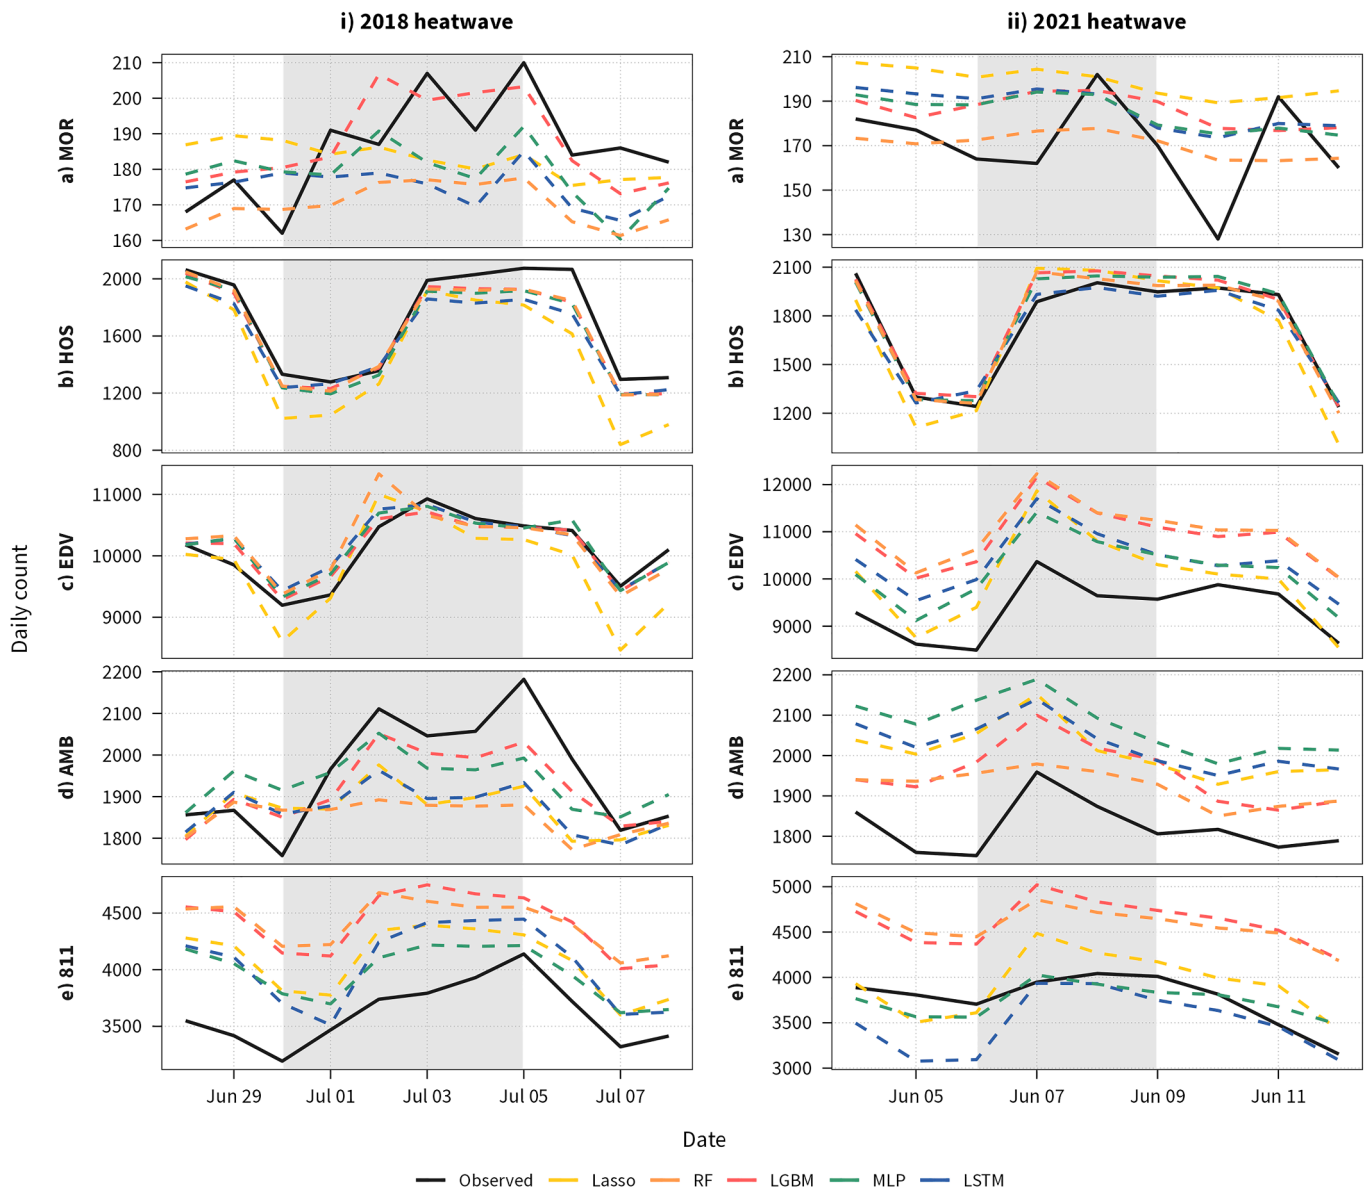 i) 2018 heatwave
ii) 2021 heatwave
Daily count
a) MOR
210
200
190
180
170
160
a) MOR
210
190
170
150
130
b) HOS
2000
1600
1200
800
b) HOS
2100
1800
1500
1200
c) EDV
11000
10000
9000
c) EDV
12000
11000
10000
9000
d) AMB
2200
2100
2000
1900
1800
d) AMB
2200
2100
2000
1900
1800
e) 811
4500
4000
3500
e) 811
5000
4500
4000
3500
3000
Jun 29 Jul 01 Jul 03 Jul 05 Jul 07
Jun 05 Jun 07 Jun 09 Jun 11
Date
Observed Lasso RF LGBM MLP LSTM